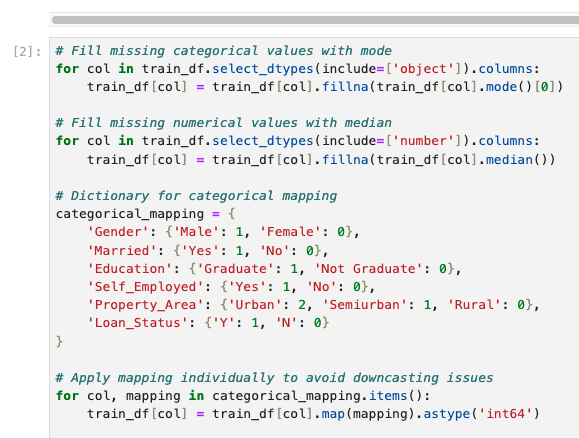 [2]:
# Fill missing categorical values with mode
for col in train_df.select_dtypes(include=['object']).columns:
    train_df[col] = train_df[col].fillna(train_df[col].mode()[0])

# Fill missing numerical values with median
for col in train_df.select_dtypes(include=['number']).columns:
    train_df[col] = train_df[col].fillna(train_df[col].median())

# Dictionary for categorical mapping
categorical_mapping = {
    'Gender': {'Male': 1, 'Female': 0},
    'Married': {'Yes': 1, 'No': 0},
    'Education': {'Graduate': 1, 'Not Graduate': 0},
    'Self_Employed': {'Yes': 1, 'No': 0},
    'Property_Area': {'Urban': 2, 'Semiurban': 1, 'Rural': 0},
    'Loan_Status': {'Y': 1, 'N': 0}
}

# Apply mapping individually to avoid downcasting issues
for col, mapping in categorical_mapping.items():
    train_df[col] = train_df[col].map(mapping).astype('int64')